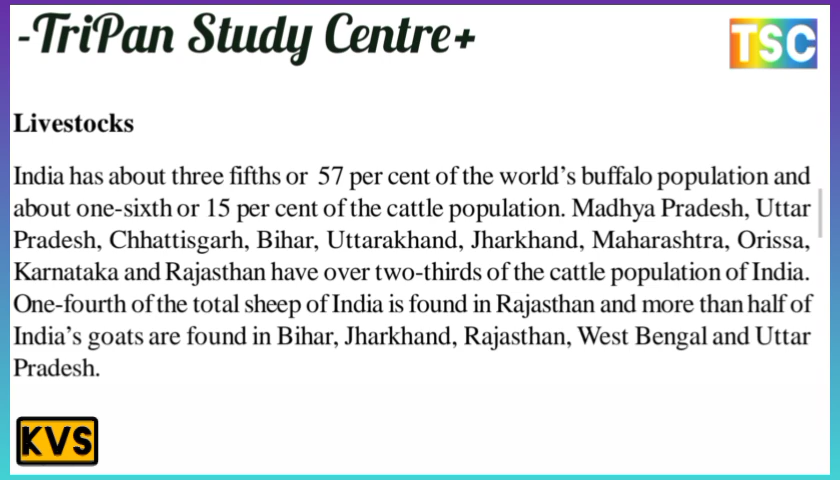 -TriPan Study Centre+
TSC
Livestocks
India has about three fifths or 57 per cent of the world's buffalo population and
about one-sixth or 15 per cent of the cattle population. Madhya Pradesh, Uttar
Pradesh, Chhattisgarh, Bihar, Uttarakhand, Jharkhand, Maharashtra, Orissa,
Karnataka and Rajasthan have over two-thirds of the cattle population of India.
One-fourth of the total sheep of India is found in Rajasthan and more than half of
India's goats are found in Bihar, Jharkhand, Rajasthan, West Bengal and Uttar
Pradesh.
KVS